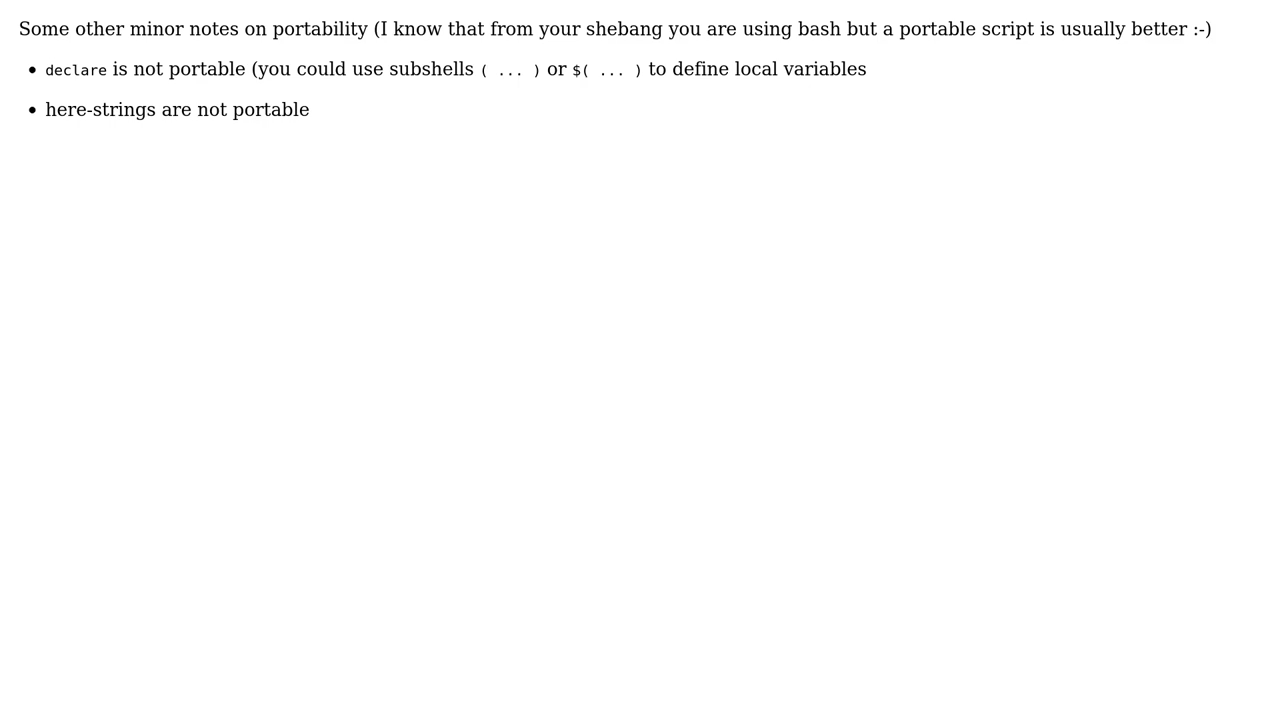 Some other minor notes on portability (I know that from your shebang you are using bash but a portable script is usually better :-)
• declare is not portable (you could use subshells ( ... ) or $( ... ) to define local variables
• here-strings are not portable